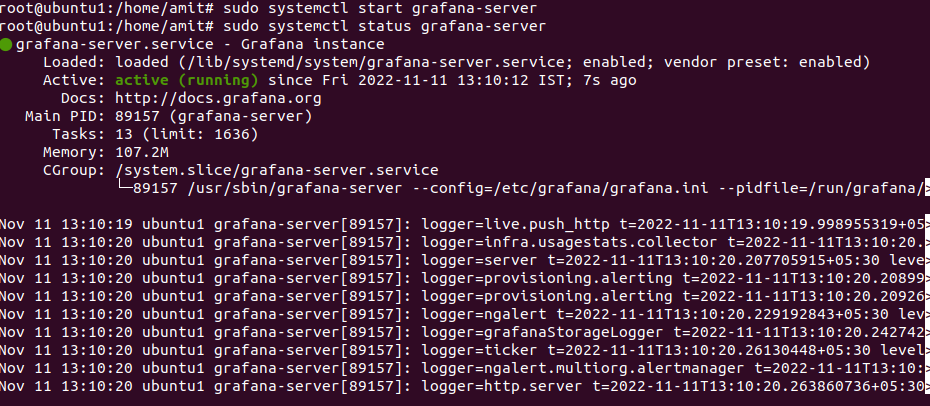 root@ubuntu1:/home/amit# sudo systemctl start grafana-server
root@ubuntu1:/home/amit# sudo systemctl status grafana-server
● grafana-server.service - Grafana instance
Loaded: loaded (/lib/systemd/system/grafana-server.service; enabled; vendor preset: enabled)
Active: active (running) since Fri 2022-11-11 13:10:12 IST; 7s ago
Docs: http://docs.grafana.org
Main PID: 89157 (grafana-server)
Tasks: 13 (limit: 1636)
Memory: 107.2M
CGroup: /system.slice/grafana-server.service
└─89157 /usr/sbin/grafana-server --config=/etc/grafana/grafana.ini --pidfile=/run/grafana/>
Nov 11 13:10:19 ubuntu1 grafana-server[89157]: logger=live.push_http t=2022-11-11T13:10:19.998955319+05>
Nov 11 13:10:20 ubuntu1 grafana-server[89157]: logger=infra.usagestats.collector t=2022-11-11T13:10:20.>
Nov 11 13:10:20 ubuntu1 grafana-server[89157]: logger=server t=2022-11-11T13:10:20.207705915+05:30 leve>
Nov 11 13:10:20 ubuntu1 grafana-server[89157]: logger=provisioning.alerting t=2022-11-11T13:10:20.20899>
Nov 11 13:10:20 ubuntu1 grafana-server[89157]: logger=provisioning.alerting t=2022-11-11T13:10:20.20926>
Nov 11 13:10:20 ubuntu1 grafana-server[89157]: logger=ngalert t=2022-11-11T13:10:20.229192843+05:30 lev>
Nov 11 13:10:20 ubuntu1 grafana-server[89157]: logger=grafanaStorageLogger t=2022-11-11T13:10:20.242742>
Nov 11 13:10:20 ubuntu1 grafana-server[89157]: logger=ticker t=2022-11-11T13:10:20.26130448+05:30 level>
Nov 11 13:10:20 ubuntu1 grafana-server[89157]: logger=ngalert.multiorg.alertmanager t=2022-11-11T13:10:>
Nov 11 13:10:20 ubuntu1 grafana-server[89157]: logger=http.server t=2022-11-11T13:10:20.263860736+05:30>